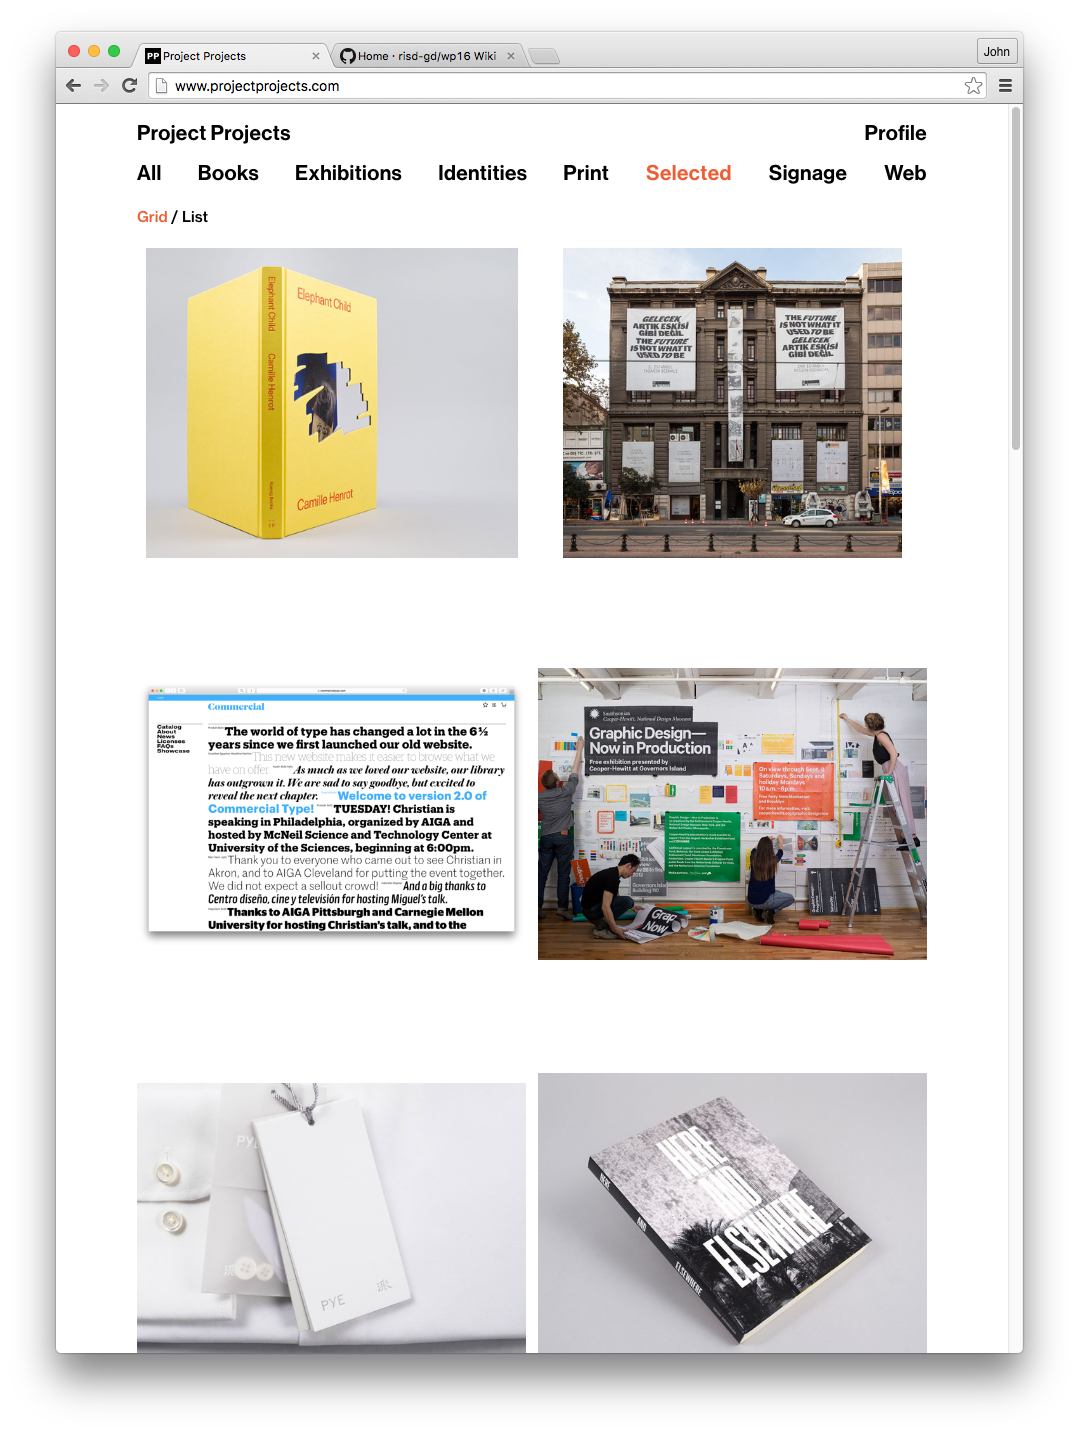 Project Projects
Home · risd-gd/wp16 Wiki
John
www.projectprojects.com
Project Projects
Profile
All Books Exhibitions Identities Print Selected Signage Web
Grid / List
Elephant Child
Camille Henrot
Elephant Child
Camille Henrot
GELECEK
ARTIK ESKİSİ
GİBİ DEĞİL
THE FUTURE
IS NOT WHAT IT
USED TO BE
THE FUTURE
IS NOT WHAT IT
USED TO BE
GELECEK
ARTIK ESKİSİ
GİBİ DEĞİL
Commercial
Catalog
About
News
Licenses
FAQs
Showcase
The world of type has changed a lot in the 6½
years since we first launched our old website.
This new website makes it easier to browse what we
have on offer.
As much as we loved our website, our library
has outgrown it. We are sad to say goodbye, but excited to
reveal the next chapter.
Welcome to version 2.0 of
Commercial Type!
TUESDAY! Christian is
speaking in Philadelphia, organized by AIGA and
hosted by McNeil Science and Technology Center at
University of the Sciences, beginning at 6:00pm.
Thank you to everyone who came out to see Christian in
Akron, and to AIGA Cleveland for putting the event together.
We did not expect a sellout crowd!
And a big thanks to
Centro diseño, cine y televisión for hosting Miguel's talk.
Thanks to AIGA Pittsburgh and Carnegie Mellon
University for hosting Christian's talk, and to the
Smithsonian
Cooper-Hewitt, National Design Museum
Graphic Design—
Now in Production
Free exhibition presented by
Cooper-Hewitt at Governors Island
On view through Sept. 3
Saturdays, Sundays and
holiday Mondays
10 a.m.–6 p.m.
Grap
Now
PYE
PYE
HERE
AND
ELSEWHERE
HERE
AND
ELSEWHERE